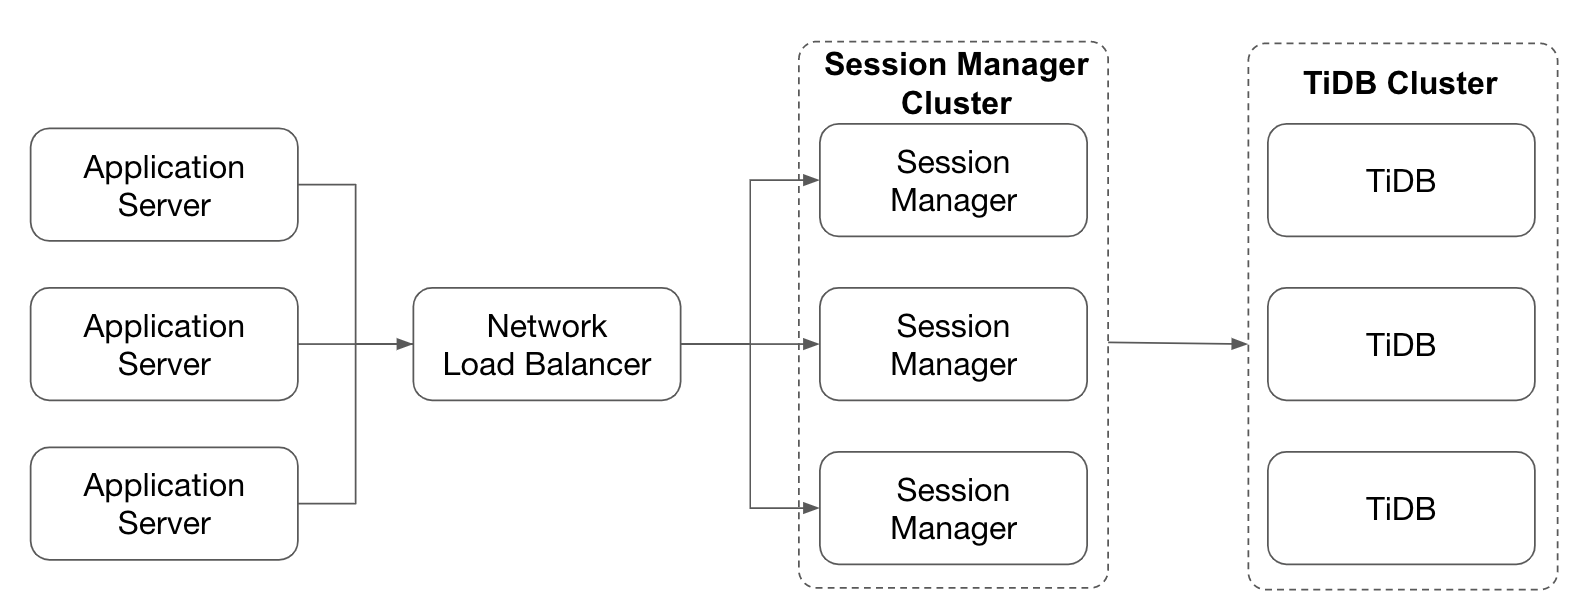 Session Manager
Cluster
TiDB Cluster
Application
Server
Session
Manager
TiDB
Application
Server
Network
Load Balancer
Session
Manager
TiDB
Application
Server
Session
Manager
TiDB